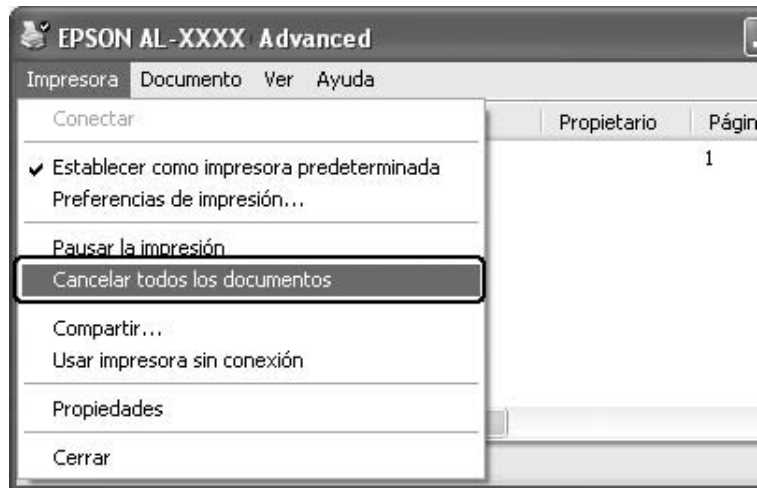 EPSON AL-XXXX Advanced
Impresora Documento Ver Ayuda
Conectar
Propietario Págin
Establecer como impresora predeterminada
1
Preferencias de impresión...
Pausar la impresión
Cancelar todos los documentos
Compartir...
Usar impresora sin conexión
Propiedades
Cerrar